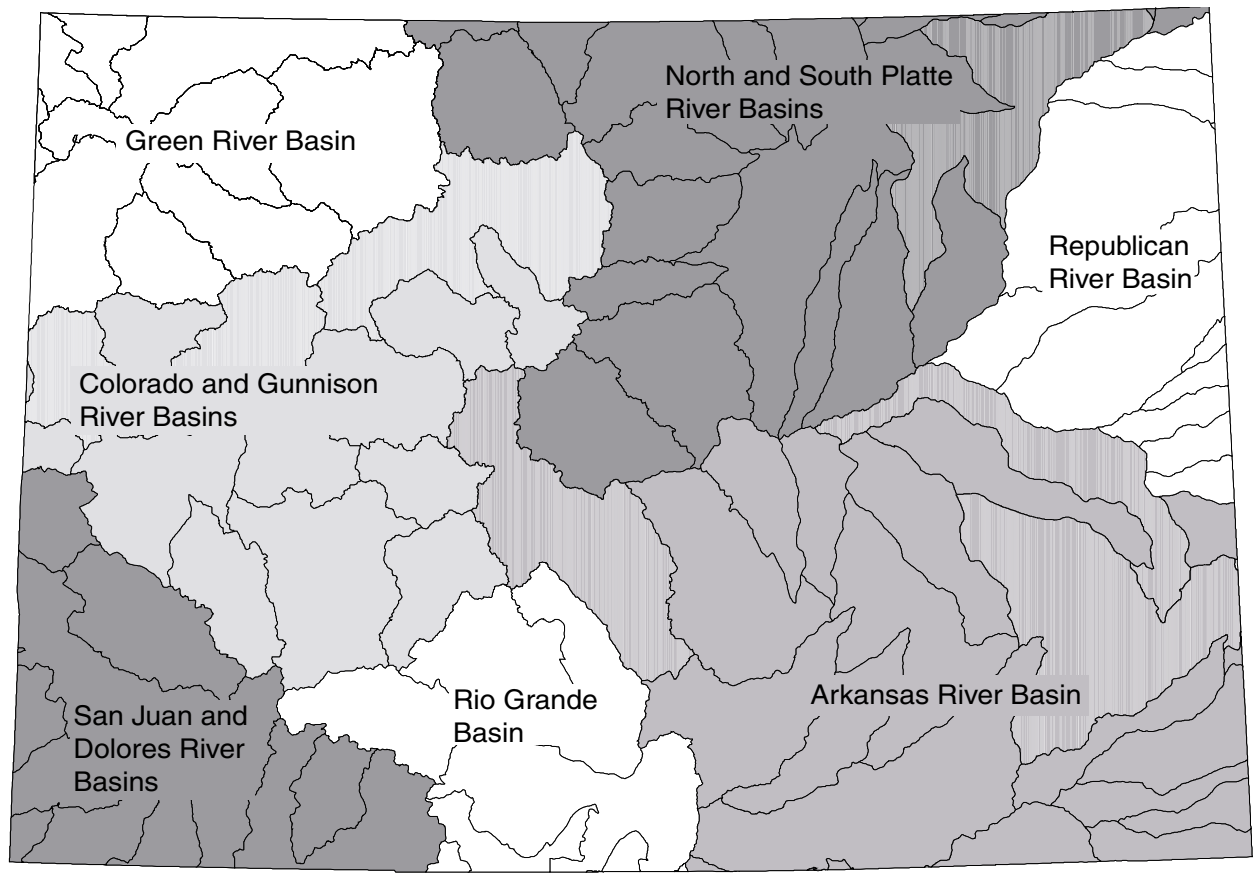 North and South Platte
River Basins
Green River Basin
Republican
River Basin
Colorado and Gunnison
River Basins
Rio Grande
Basin
Arkansas River Basin
San Juan and
Dolores River
Basins